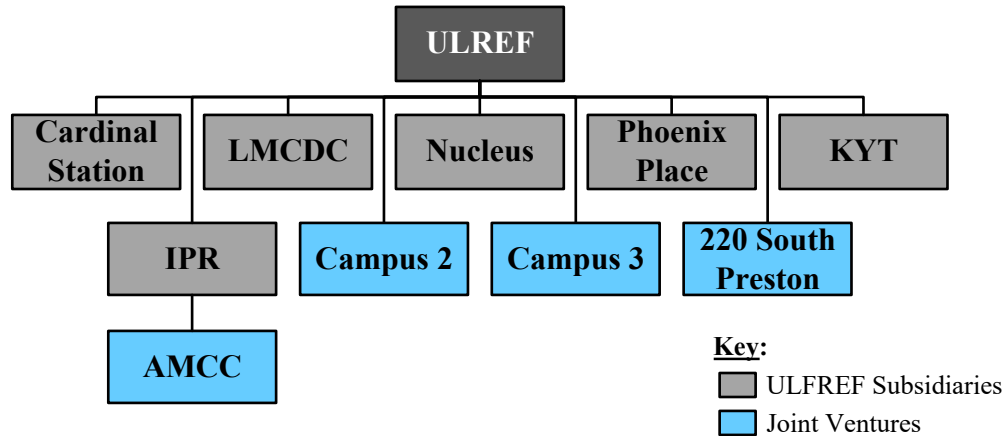 ULREF
Cardinal
Station
LMCDC
Nucleus
Phoenix
Place
KYT
IPR
Campus 2
Campus 3
220 South
Preston
AMCC
Key:
ULFREF Subsidiaries
Joint Ventures